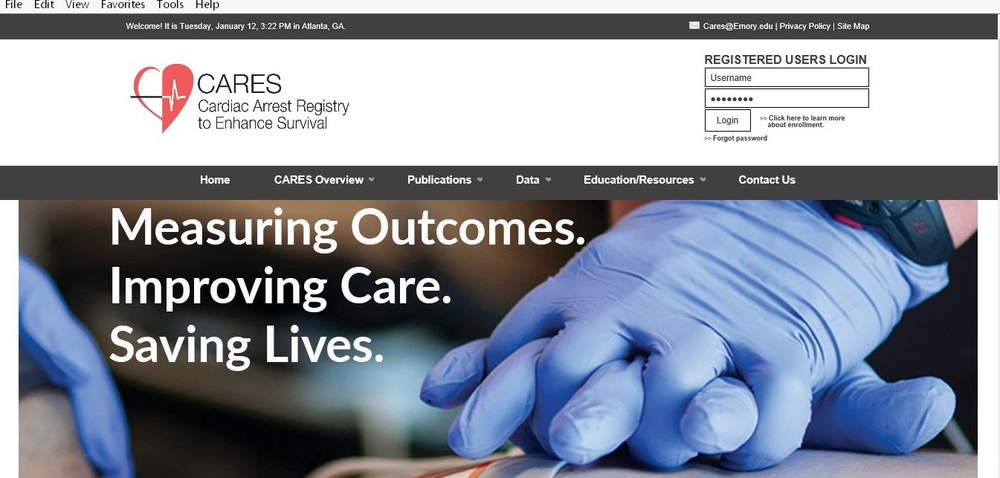 File Edit View Favorites Tools Help
Welcome! It is Tuesday, January 12, 3:22 PM in Atlanta, GA.
Cares@Emory.edu | Privacy Policy | Site Map
REGISTERED USERS LOGIN
Username
••••••••
Login
>> Click here to learn more
about enrollment.
>> Forgot password
CARES
Cardiac Arrest Registry
to Enhance Survival
Home CARES Overview Publications Data Education/Resources Contact Us
Measuring Outcomes.
Improving Care.
Saving Lives.